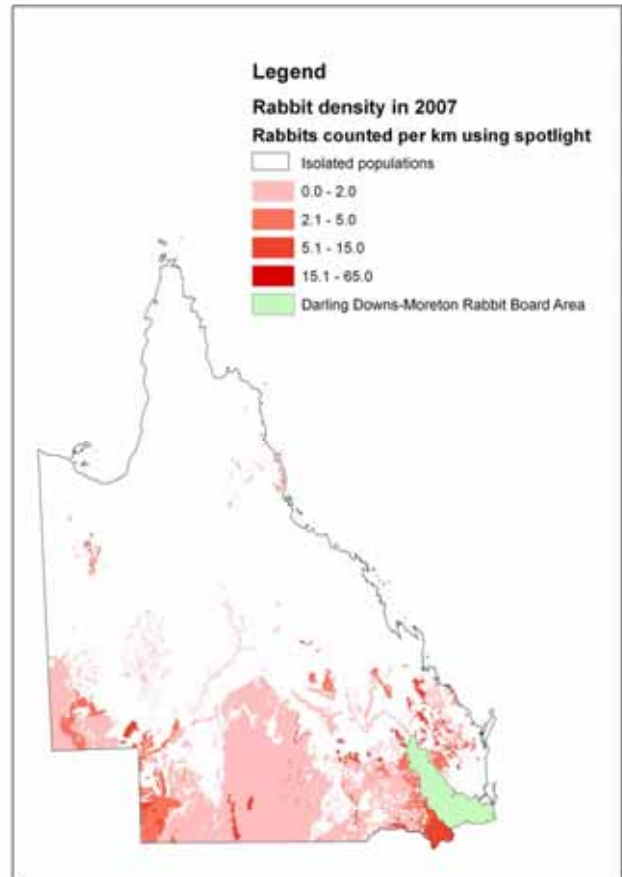 Legend
Rabbit density in 2007
Rabbits counted per km using spotlight
Isolated populations
0.0 - 2.0
2.1 - 5.0
5.1 - 15.0
15.1 - 65.0
Darling Downs-Moreton Rabbit Board Area